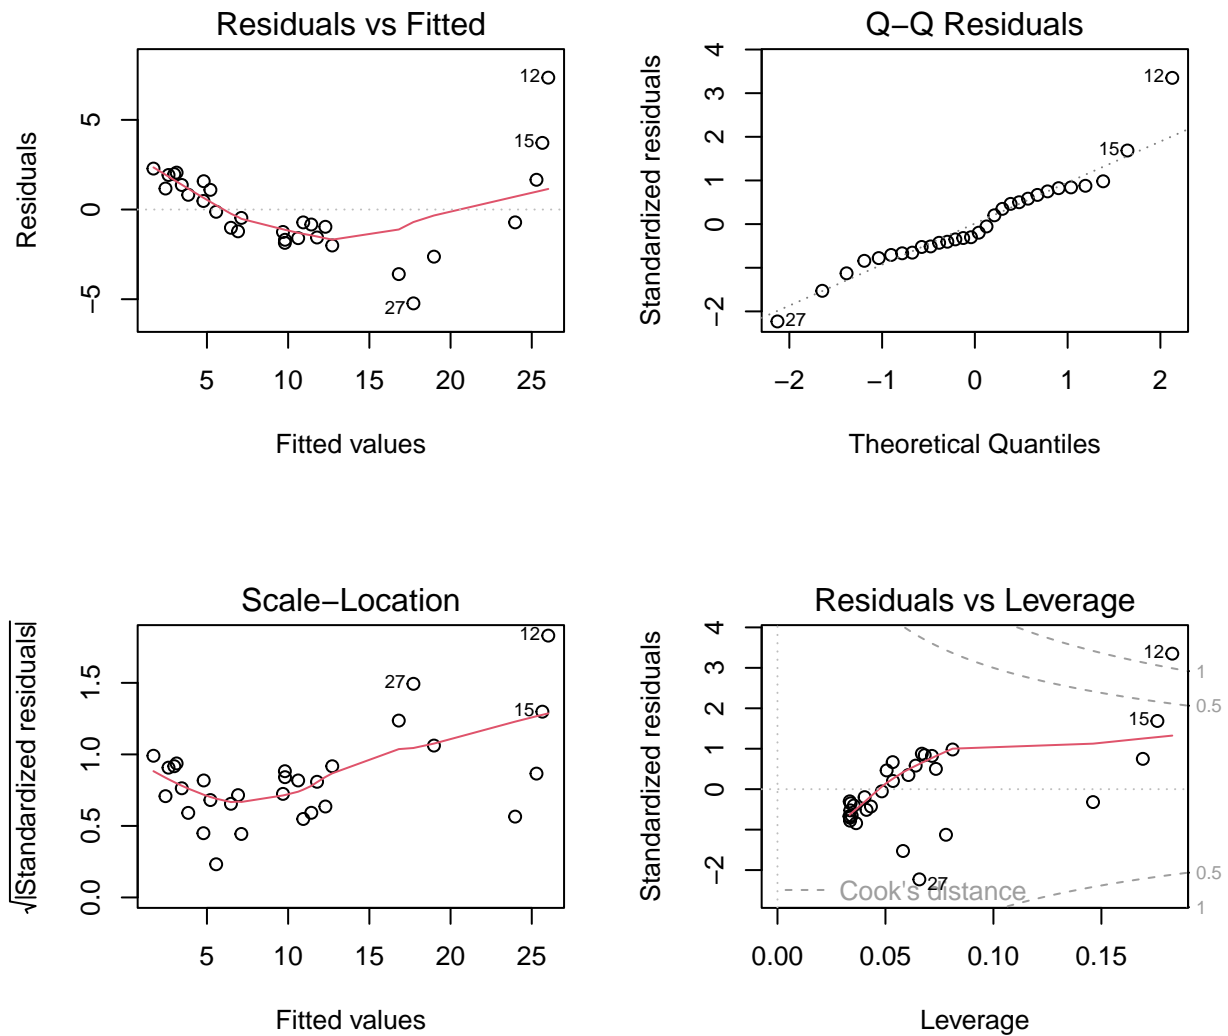 Residuals vs Fitted
Residuals
5
0
−5
12
15
27
5 10 15 20 25
Fitted values
Q−Q Residuals
Standardized residuals
4
3
2
1
0
−2
12
15
27
−2 −1 0 1 2
Theoretical Quantiles
Scale−Location
√|Standardized residuals|
1.5
1.0
0.5
0.0
12
27
15
5 10 15 20 25
Fitted values
Residuals vs Leverage
Standardized residuals
4
3
2
1
0
−2
12
1
0.5
15
27
Cook's distance
0.5
1
0.00 0.05 0.10 0.15
Leverage